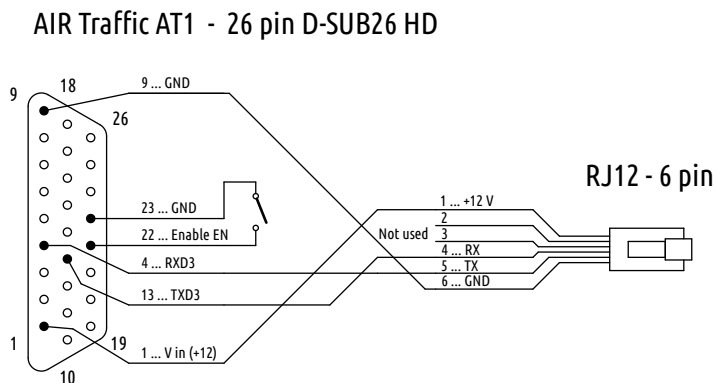 AIR Traffic AT1 - 26 pin D-SUB26 HD
9
18
9 ... GND
26
RJ12 - 6 pin
23 ... GND
1 ... +12 V
2
22 ... Enable EN
Not used
3
4 ... RX
4 ... RXD3
5 ... TX
6 ... GND
13 ... TXD3
1
19
1 ... V in (+12)
10